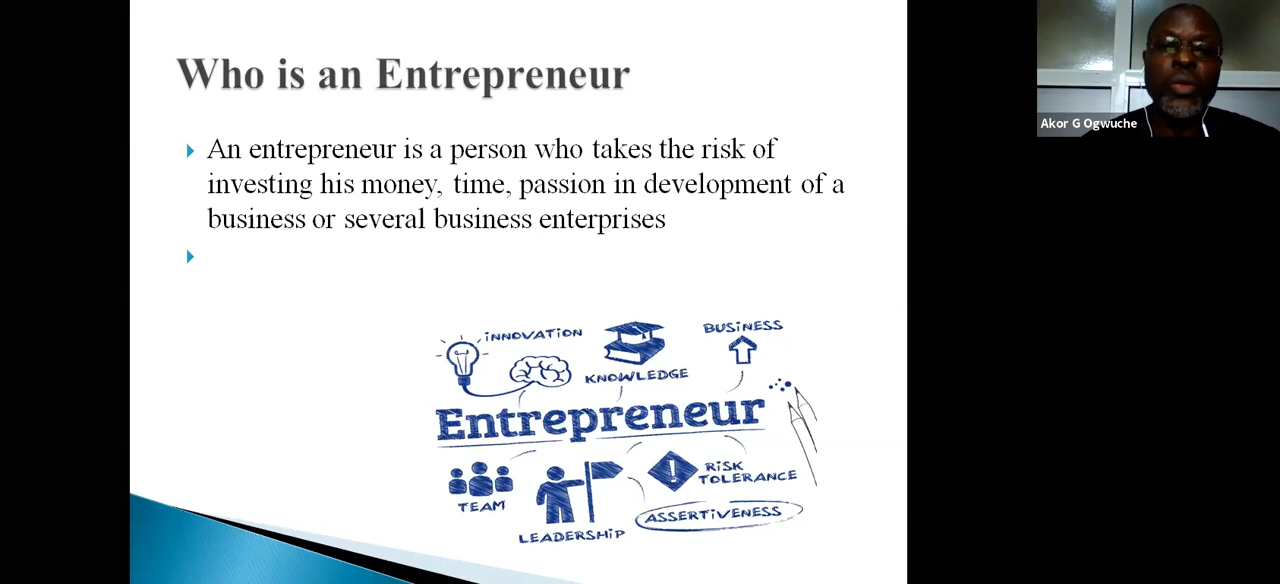 Who is an Entrepreneur
An entrepreneur is a person who takes the risk of
investing his money, time, passion in development of a
business or several business enterprises
INNOVATION
KNOWLEDGE
BUSINESS
Entrepreneur
TEAM
LEADERSHIP
RISK
TOLERANCE
ASSERTIVENESS
Akor G Ogwuche